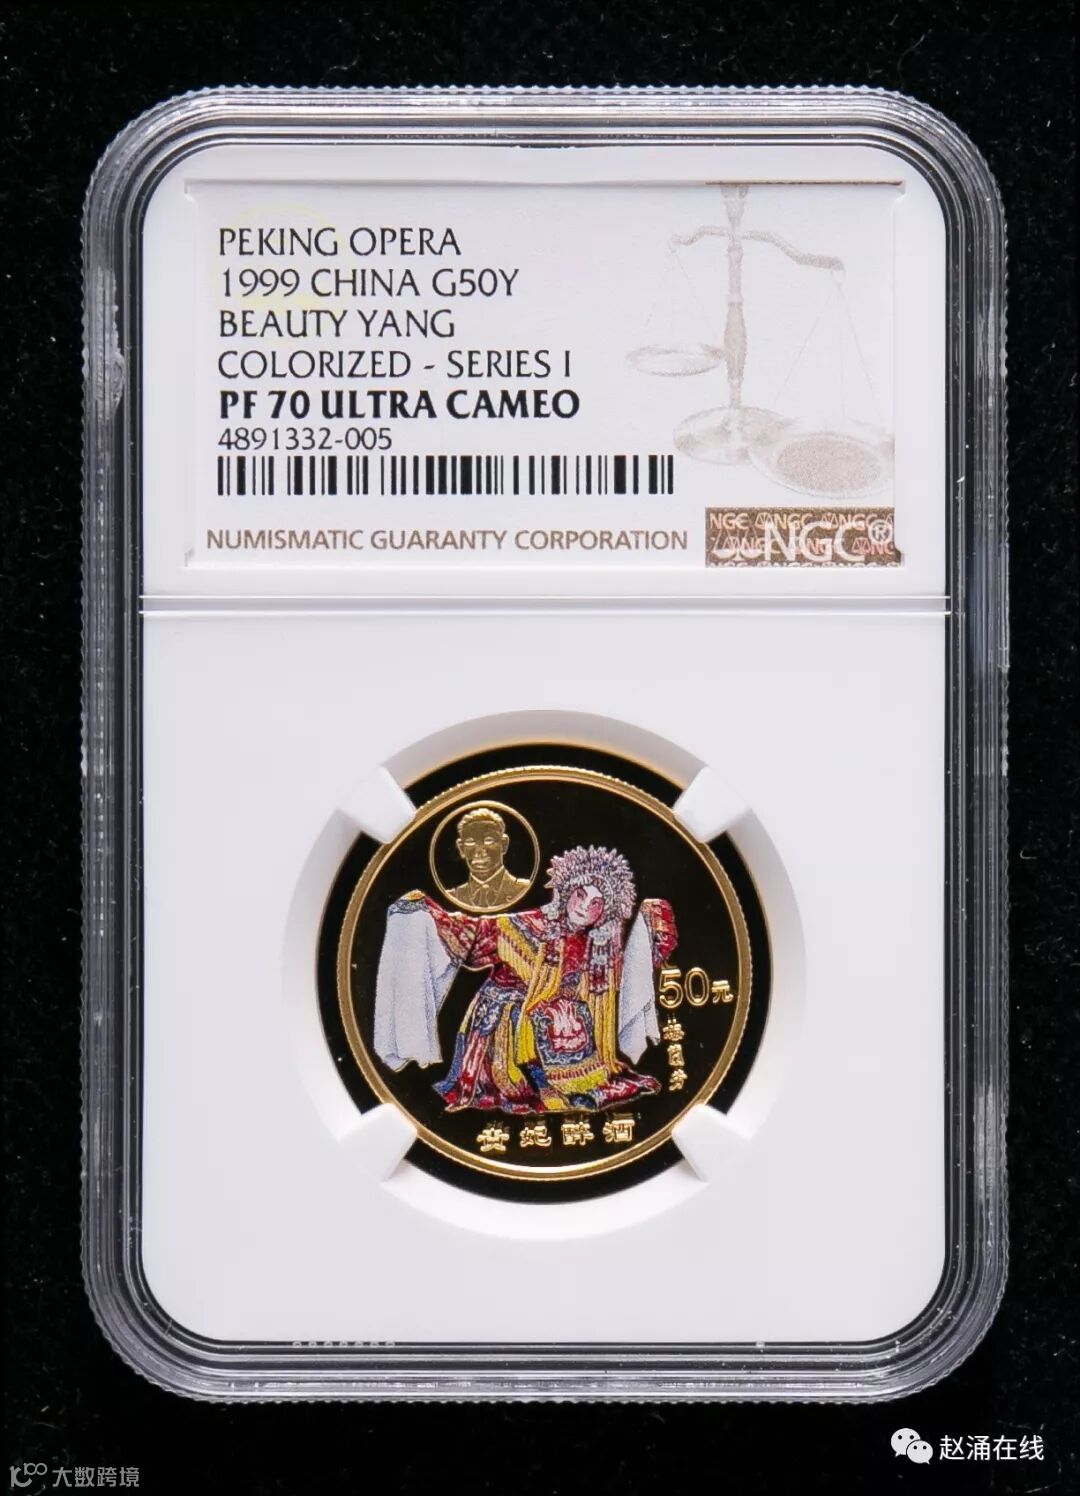 PEKING OPERA
1999 CHINA G50Y
BEAUTY YANG
COLORIZED - SERIES I
PF 70 ULTRA CAMEO
4891332-005
NUMISMATIC GUARANTY CORPORATION
NGC®
50元
梅兰芳
贵妃醉酒
赵涌在线
大数跨境